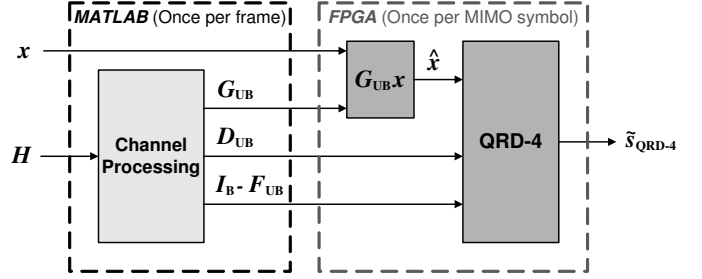 MATLAB (Once per frame)
FPGA (Once per MIMO symbol)
x
G_UB
G_UB x
x̂
H
Channel
Processing
D_UB
QRD-4
s̃_QRD-4
I_B - F_UB